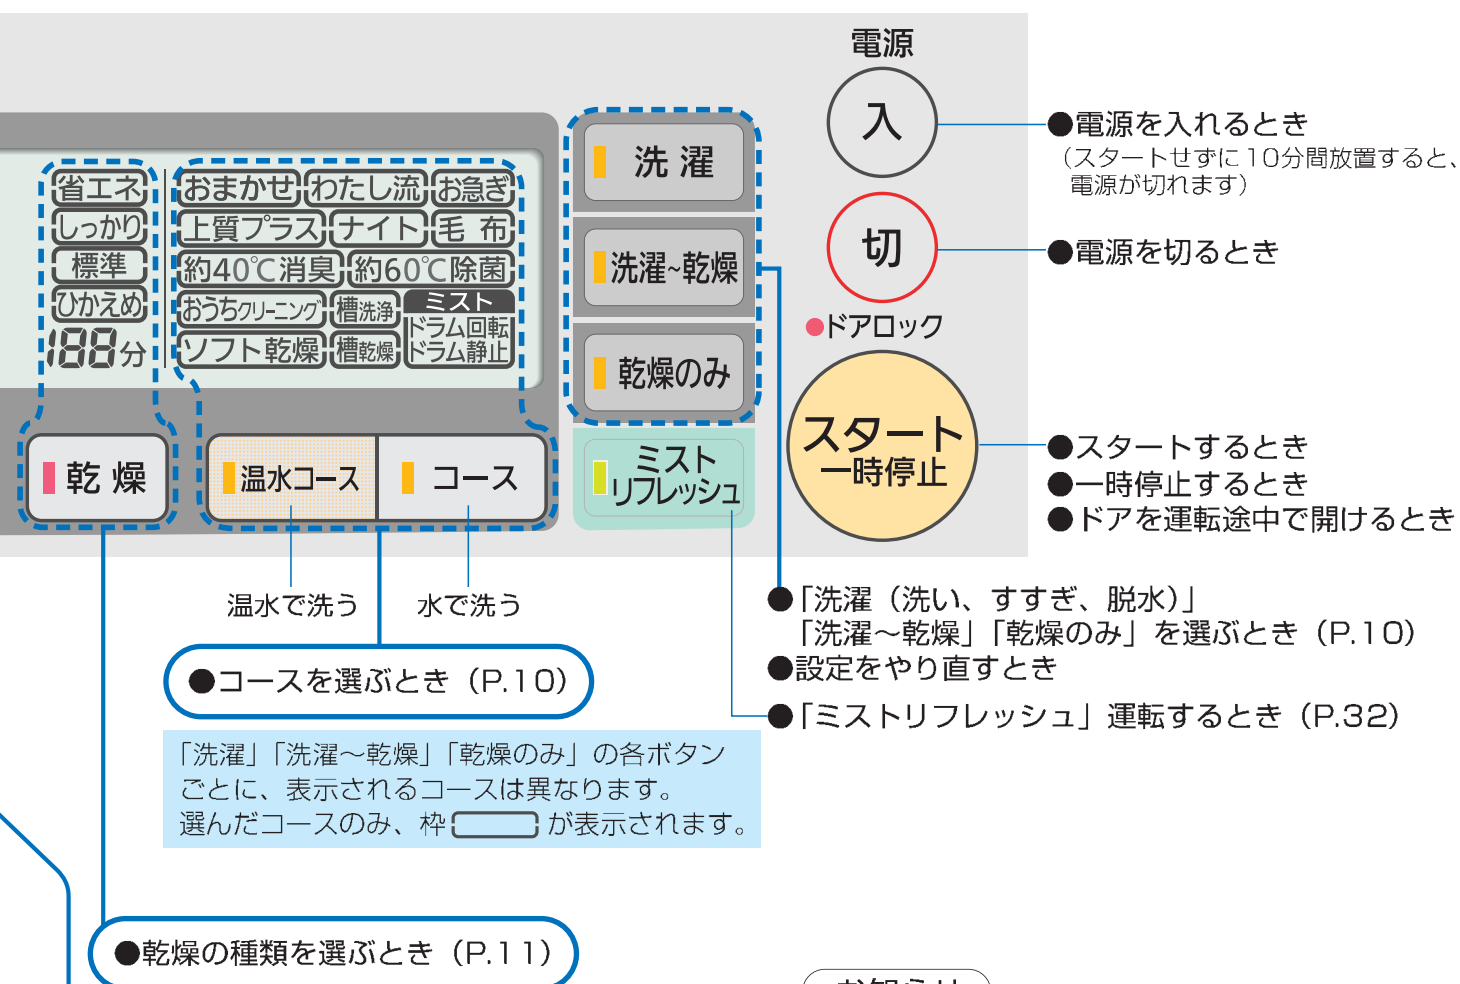 電源
入
●電源を入れるとき
（スタートせずに10分間放置すると、
電源が切れます）
切
●電源を切るとき
●ドアロック
スタート
一時停止
●スタートするとき
●一時停止するとき
●ドアを運転途中で開けるとき
省エネ
しっかり
標準
ひかえめ
188分
おまかせ わたし流 お急ぎ
上質プラス ナイト 毛布
約40℃消臭 約60℃除菌
おうちクリーニング 槽洗浄 ミスト
ドラム回転
ソフト乾燥 槽乾燥 ドラム静止
洗濯
洗濯~乾燥
乾燥のみ
ミスト
リフレッシュ
乾燥
温水コース
コース
温水で洗う
水で洗う
●「洗濯（洗い、すすぎ、脱水）」
「洗濯～乾燥」「乾燥のみ」を選ぶとき（P.10）
●設定をやり直すとき
●「ミストリフレッシュ」運転するとき（P.32）
●コースを選ぶとき（P.10）
「洗濯」「洗濯～乾燥」「乾燥のみ」の各ボタン
ごとに、表示されるコースは異なります。
選んだコースのみ、枠 が表示されます。
●乾燥の種類を選ぶとき（P.11）